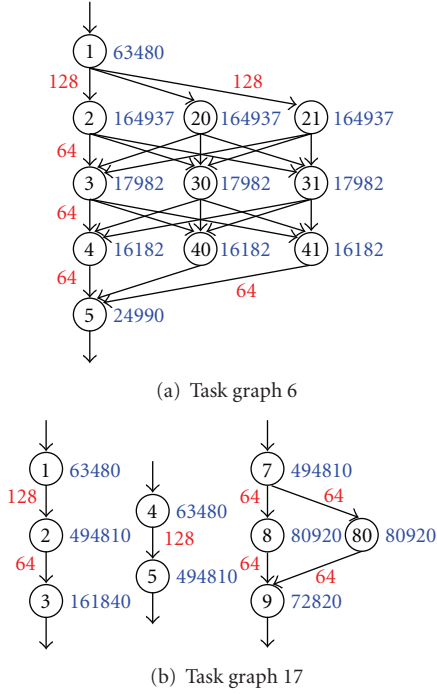 1 63480
128 128
2 164937 20 164937 21 164937
64
3 17982 30 17982 31 17982
64
4 16182 40 16182 41 16182
64 64
5 24990
(a) Task graph 6
1 63480 7 494810
128 4 63480 64 64
2 494810 128 8 80920 80 80920
64 5 494810 64 64
3 161840 9 72820
(b) Task graph 17